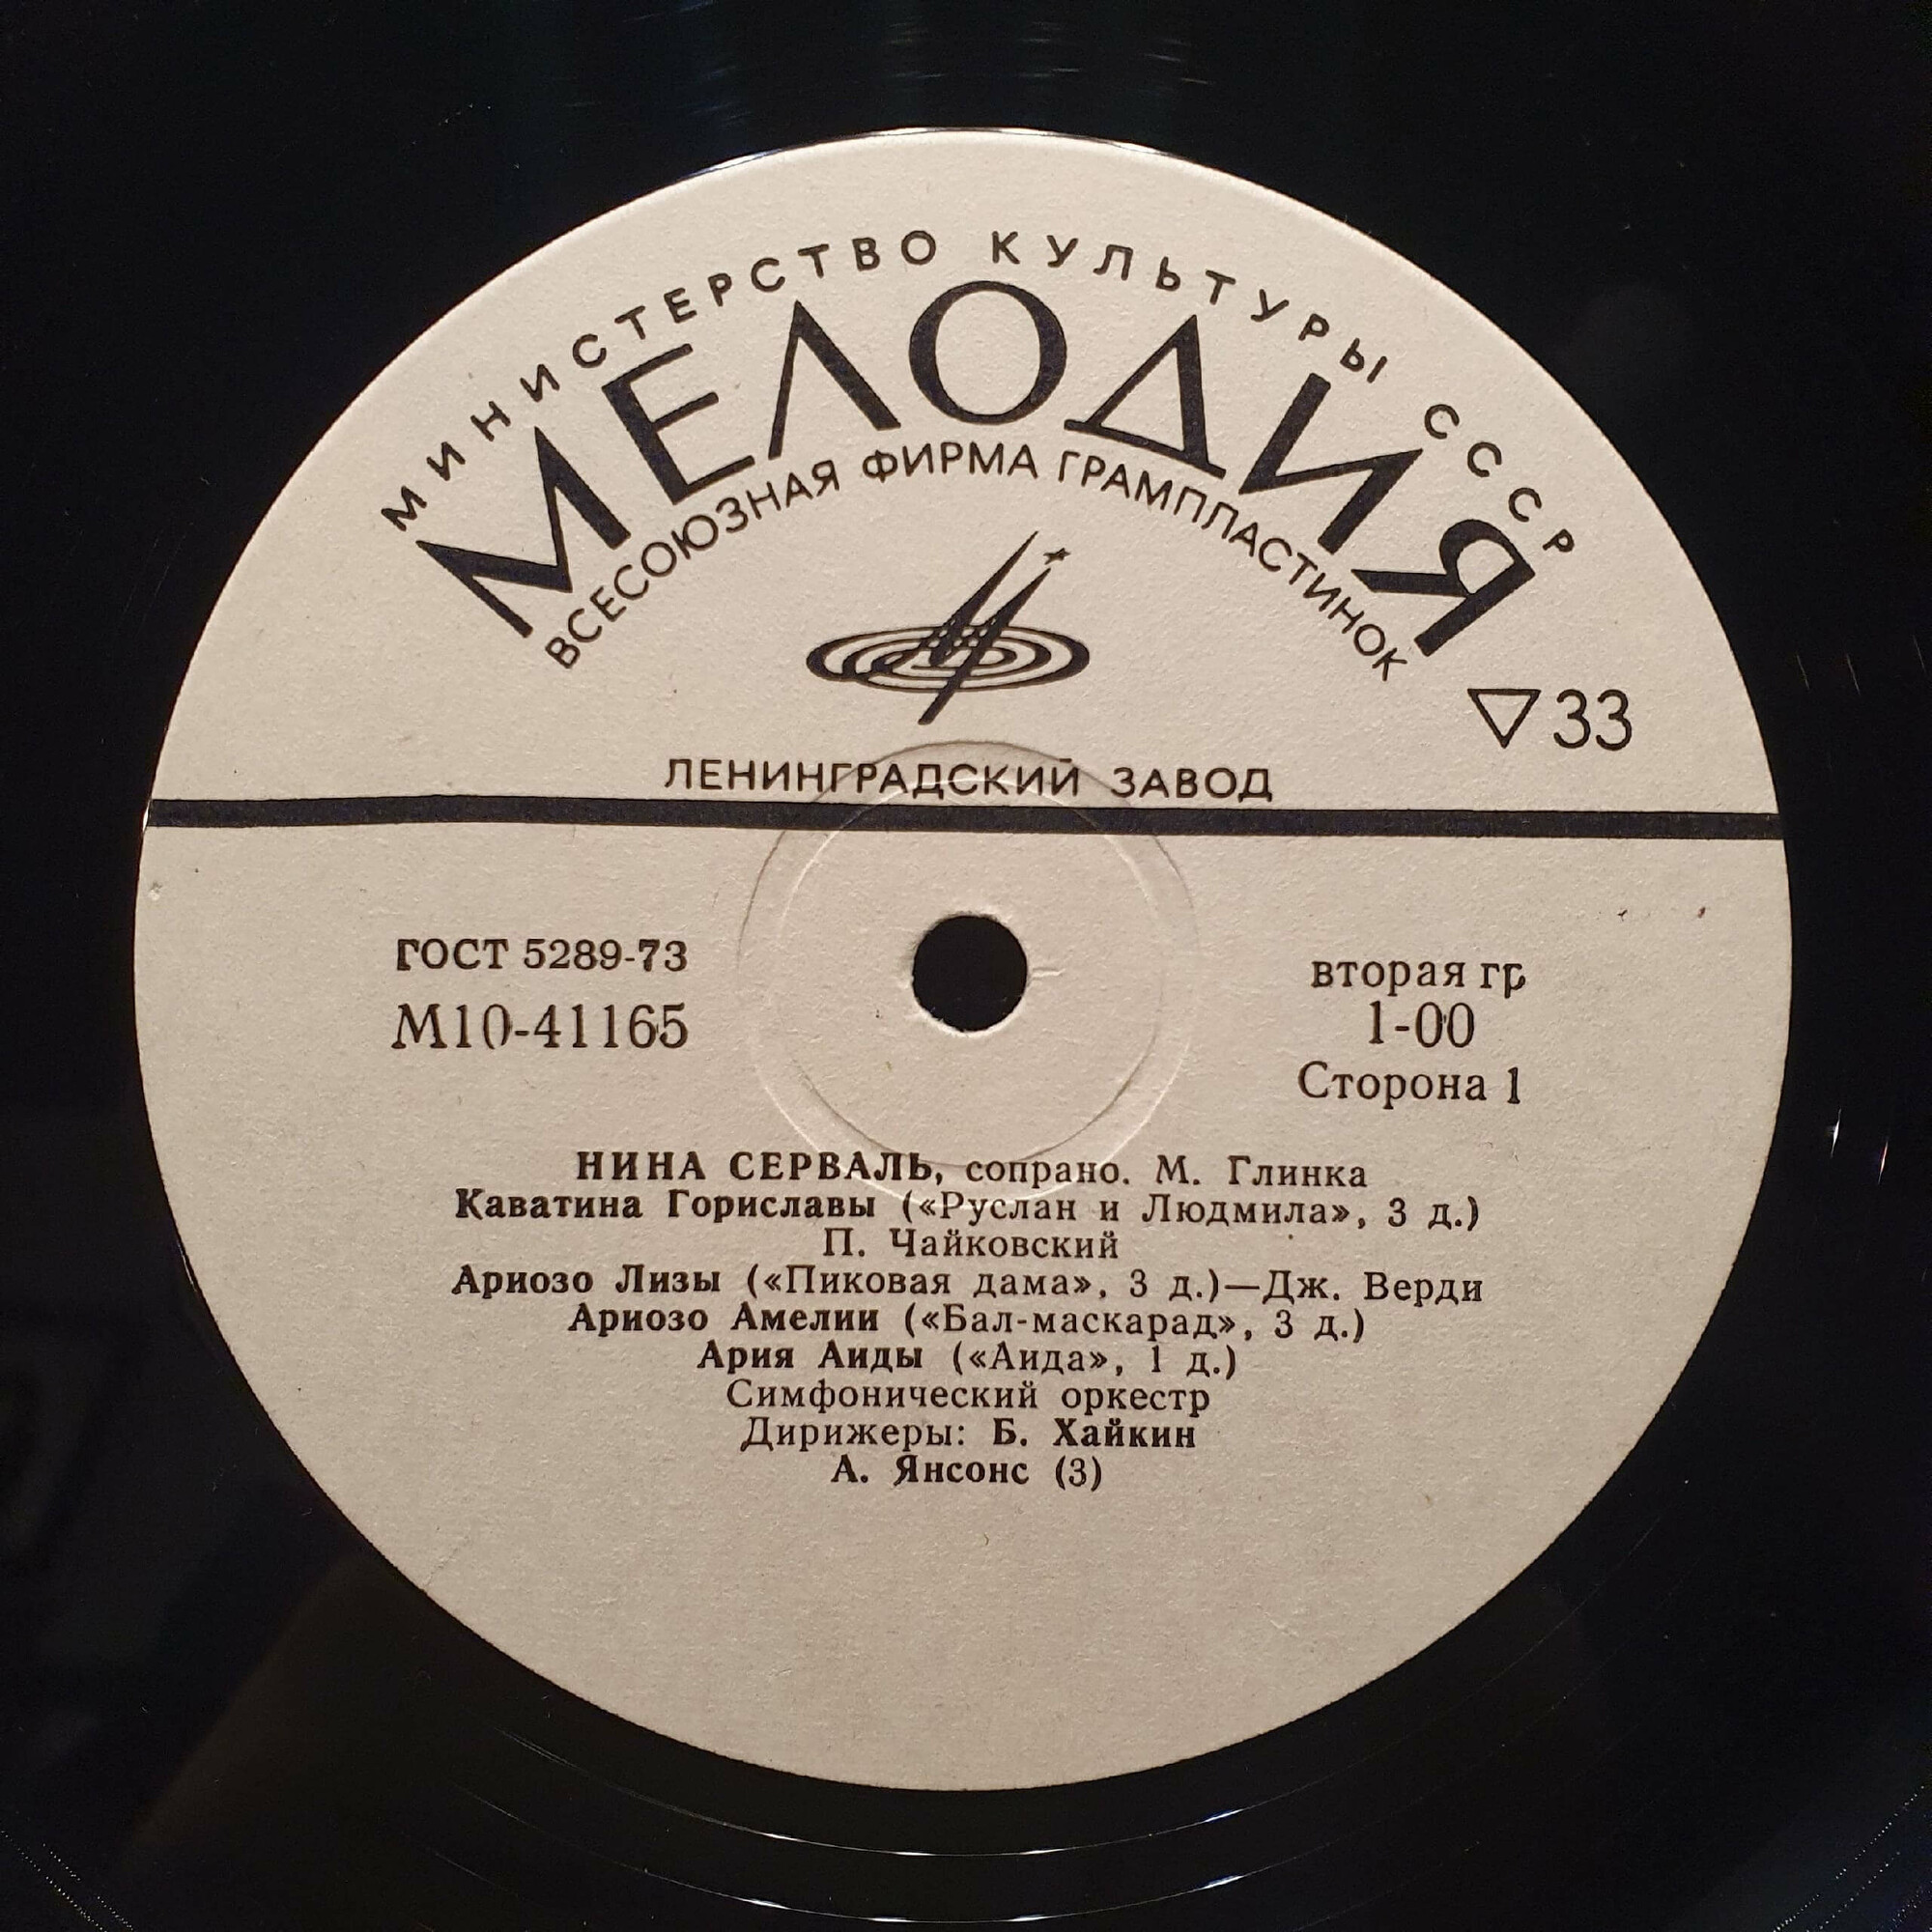 МИНИСТЕРСТВО КУЛЬТУРЫ СССР
МЕЛОДИЯ
ВСЕСОЮЗНАЯ ФИРМА ГРАМПЛАСТИНОК
33
ЛЕНИНГРАДСКИЙ ЗАВОД
ГОСТ 5289-73
М10-41165
вторая гр
1-00
Сторона 1
НИНА СЕРВАЛЬ, сопрано. М. Глинка
Каватина Гориславы («Руслан и Людмила», 3 д.)
П. Чайковский
Ариозо Лизы («Пиковая дама», 3 д.)—Дж. Верди
Ариозо Амелии («Бал-маскарад», 3 д.)
Ария Аиды («Аида», 1 д.)
Симфонический оркестр
Дирижеры: Б. Хайкин
А. Янсонс (3)